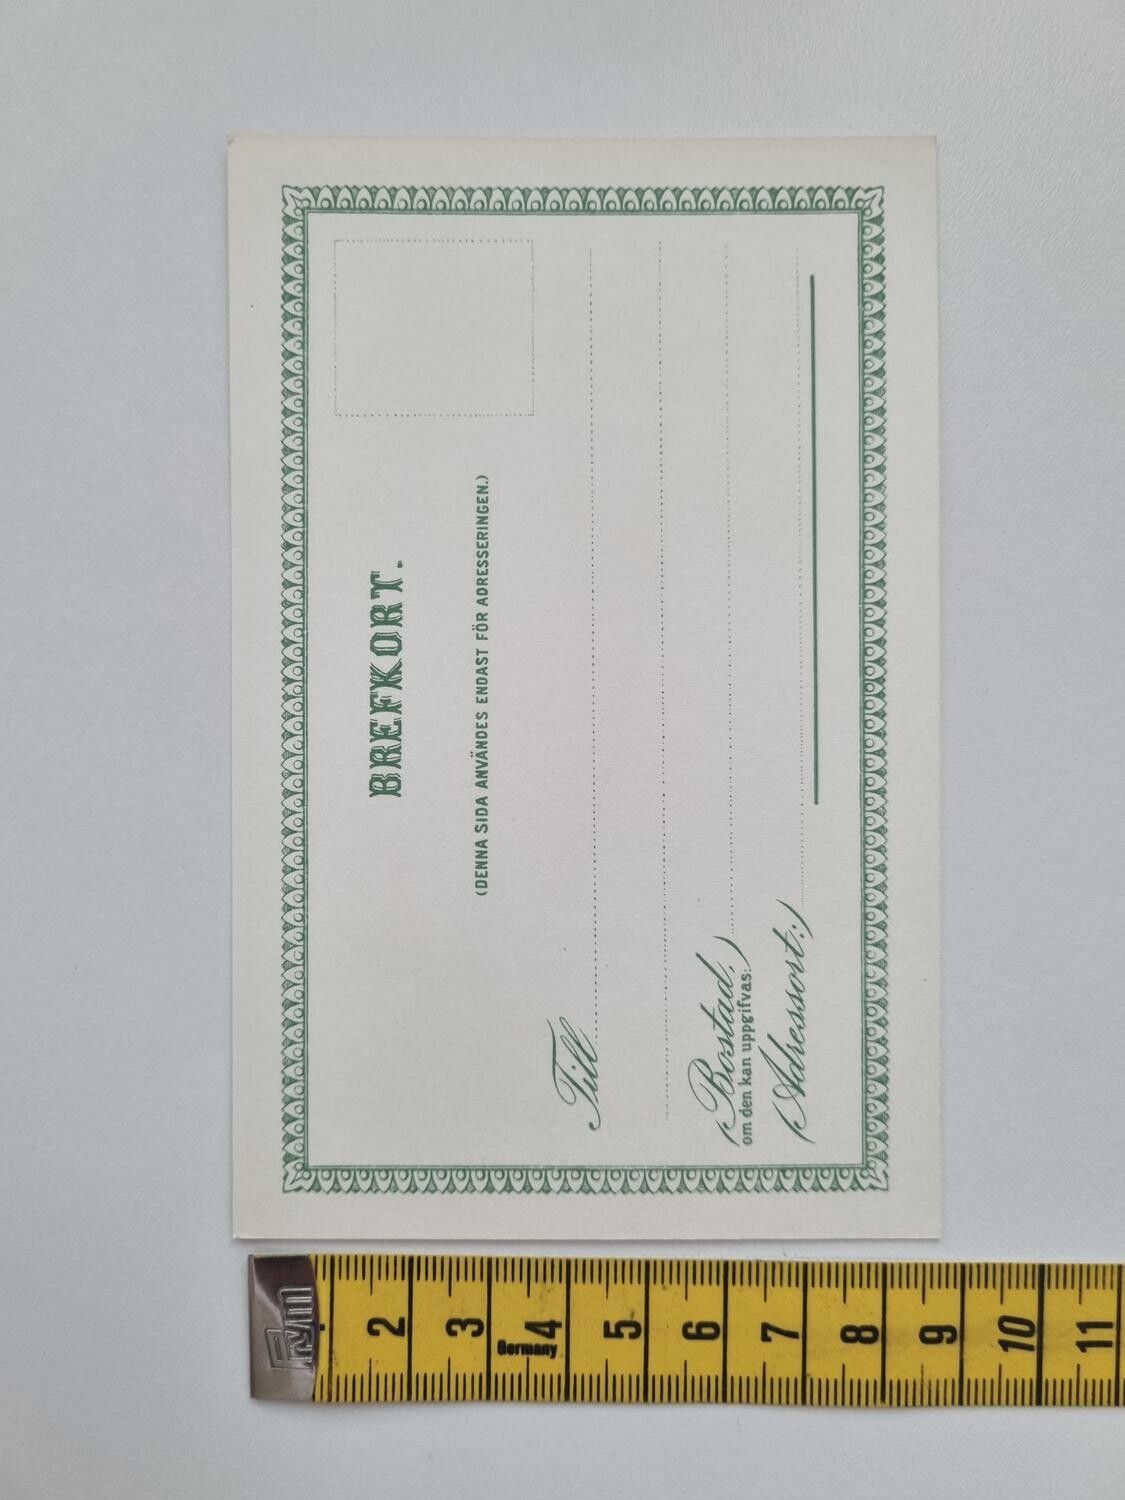 BREFKORT.
(DENNA SIDA ANVÄNDES ENDAST FÖR ADRESSERINGEN.)
Till
(Bostad,)
om den kan uppgifvas:
(Adressort:)
Prym
2 3 4 5 6 7 8 9 10 11
Germany